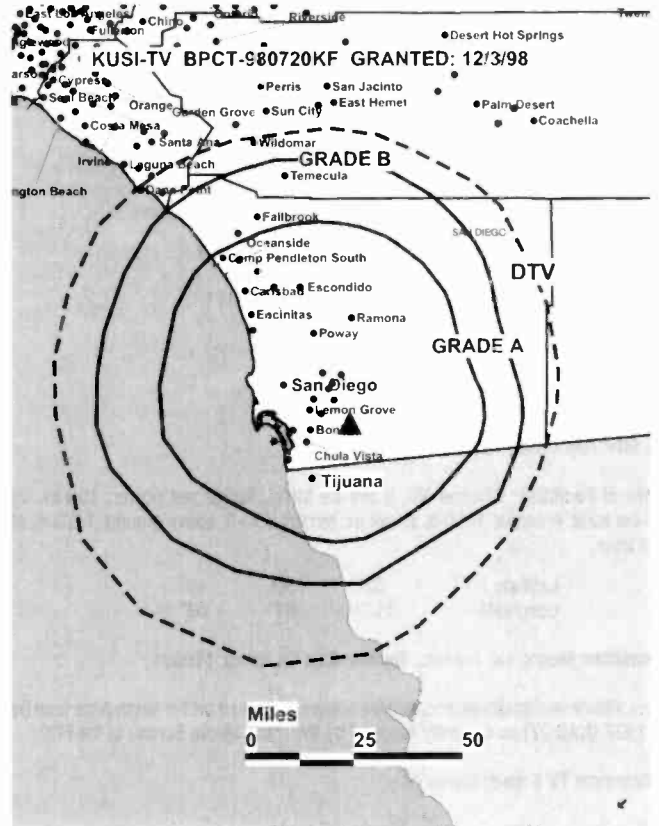 East Los Angeles
Chino
Ontario
Riverside
Fullerton
Desert Hot Springs
KUSI-TV BPCT-980720KF GRANTED: 12/3/98
Cypress
Perris
San Jacinto
Seal Beach
Orange
Garden Grove
Sun City
East Hemet
Palm Desert
Coachella
Costa Mesa
Santa Ana
Wildomar
Irvine
Laguna Beach
GRADE B
Temecula
ngton Beach
Dana Point
Fallbrook
SAN DIEGO
Oceanside
Camp Pendleton South
DTV
Carlsbad
Escondido
Encinitas
Ramona
Poway
GRADE A
San Diego
Lemon Grove
Bon
Chula Vista
Tijuana
Miles
0 25 50